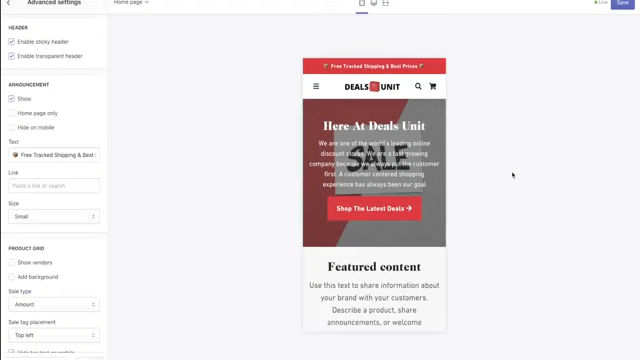 Advanced settings
Home page
Live
Save
HEADER
Enable sticky header
Enable transparent header
ANNOUNCEMENT
Show
Home page only
Hide on mobile
Text
Free Tracked Shipping & Best
Link
Paste a link or search
Size
Small
PRODUCT GRID
Show vendors
Add background
Sale type
Amount
Sale tag placement
Top left
Free Tracked Shipping & Best Prices
DEALS UNIT
SALE
Here At Deals Unit
We are one of the world's leading online
discount stores. We are a fast growing
company because we always put the customer
first. A customer centered shopping
experience has always been our goal
Shop The Latest Deals
Featured content
Use this text to share information about
your brand with your customers.
Describe a product, share
announcements, or welcome